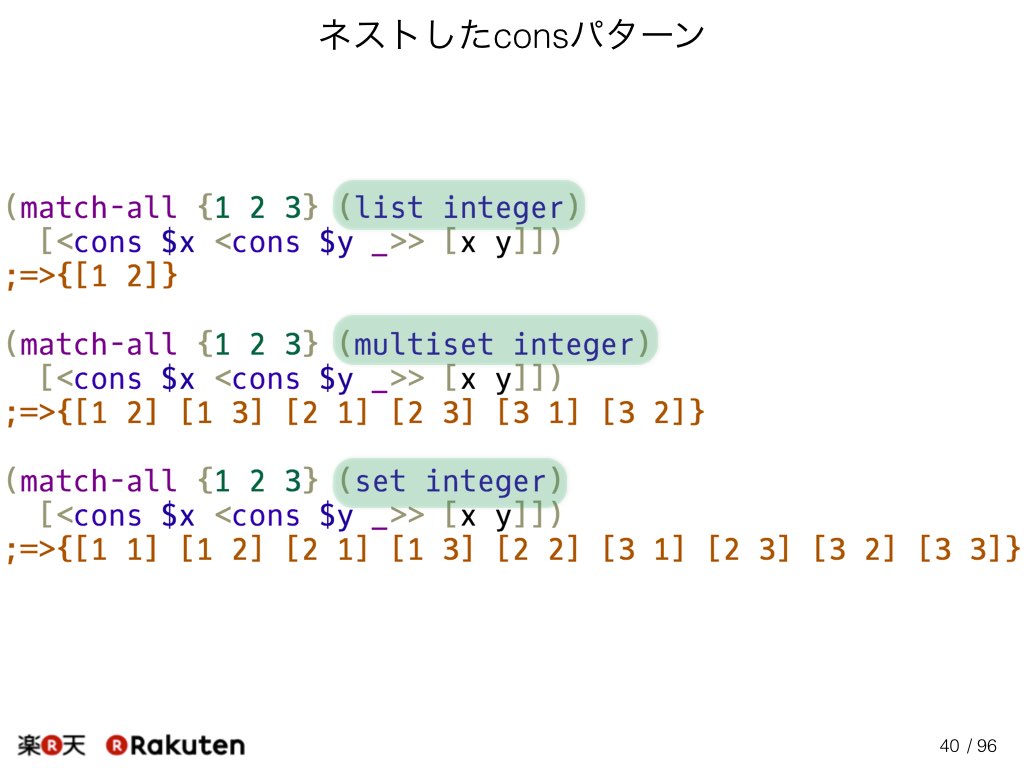 ネストしたconsパターン
(match-all {1 2 3} (list integer)
  [<cons $x <cons $y _>> [x y]])
;=>{[1 2]}
(match-all {1 2 3} (multiset integer)
  [<cons $x <cons $y _>> [x y]])
;=>{[1 2] [1 3] [2 1] [2 3] [3 1] [3 2]}
(match-all {1 2 3} (set integer)
  [<cons $x <cons $y _>> [x y]])
;=>{[1 1] [1 2] [2 1] [1 3] [2 2] [3 1] [2 3] [3 2] [3 3]}
楽R天 R Rakuten
40 / 96